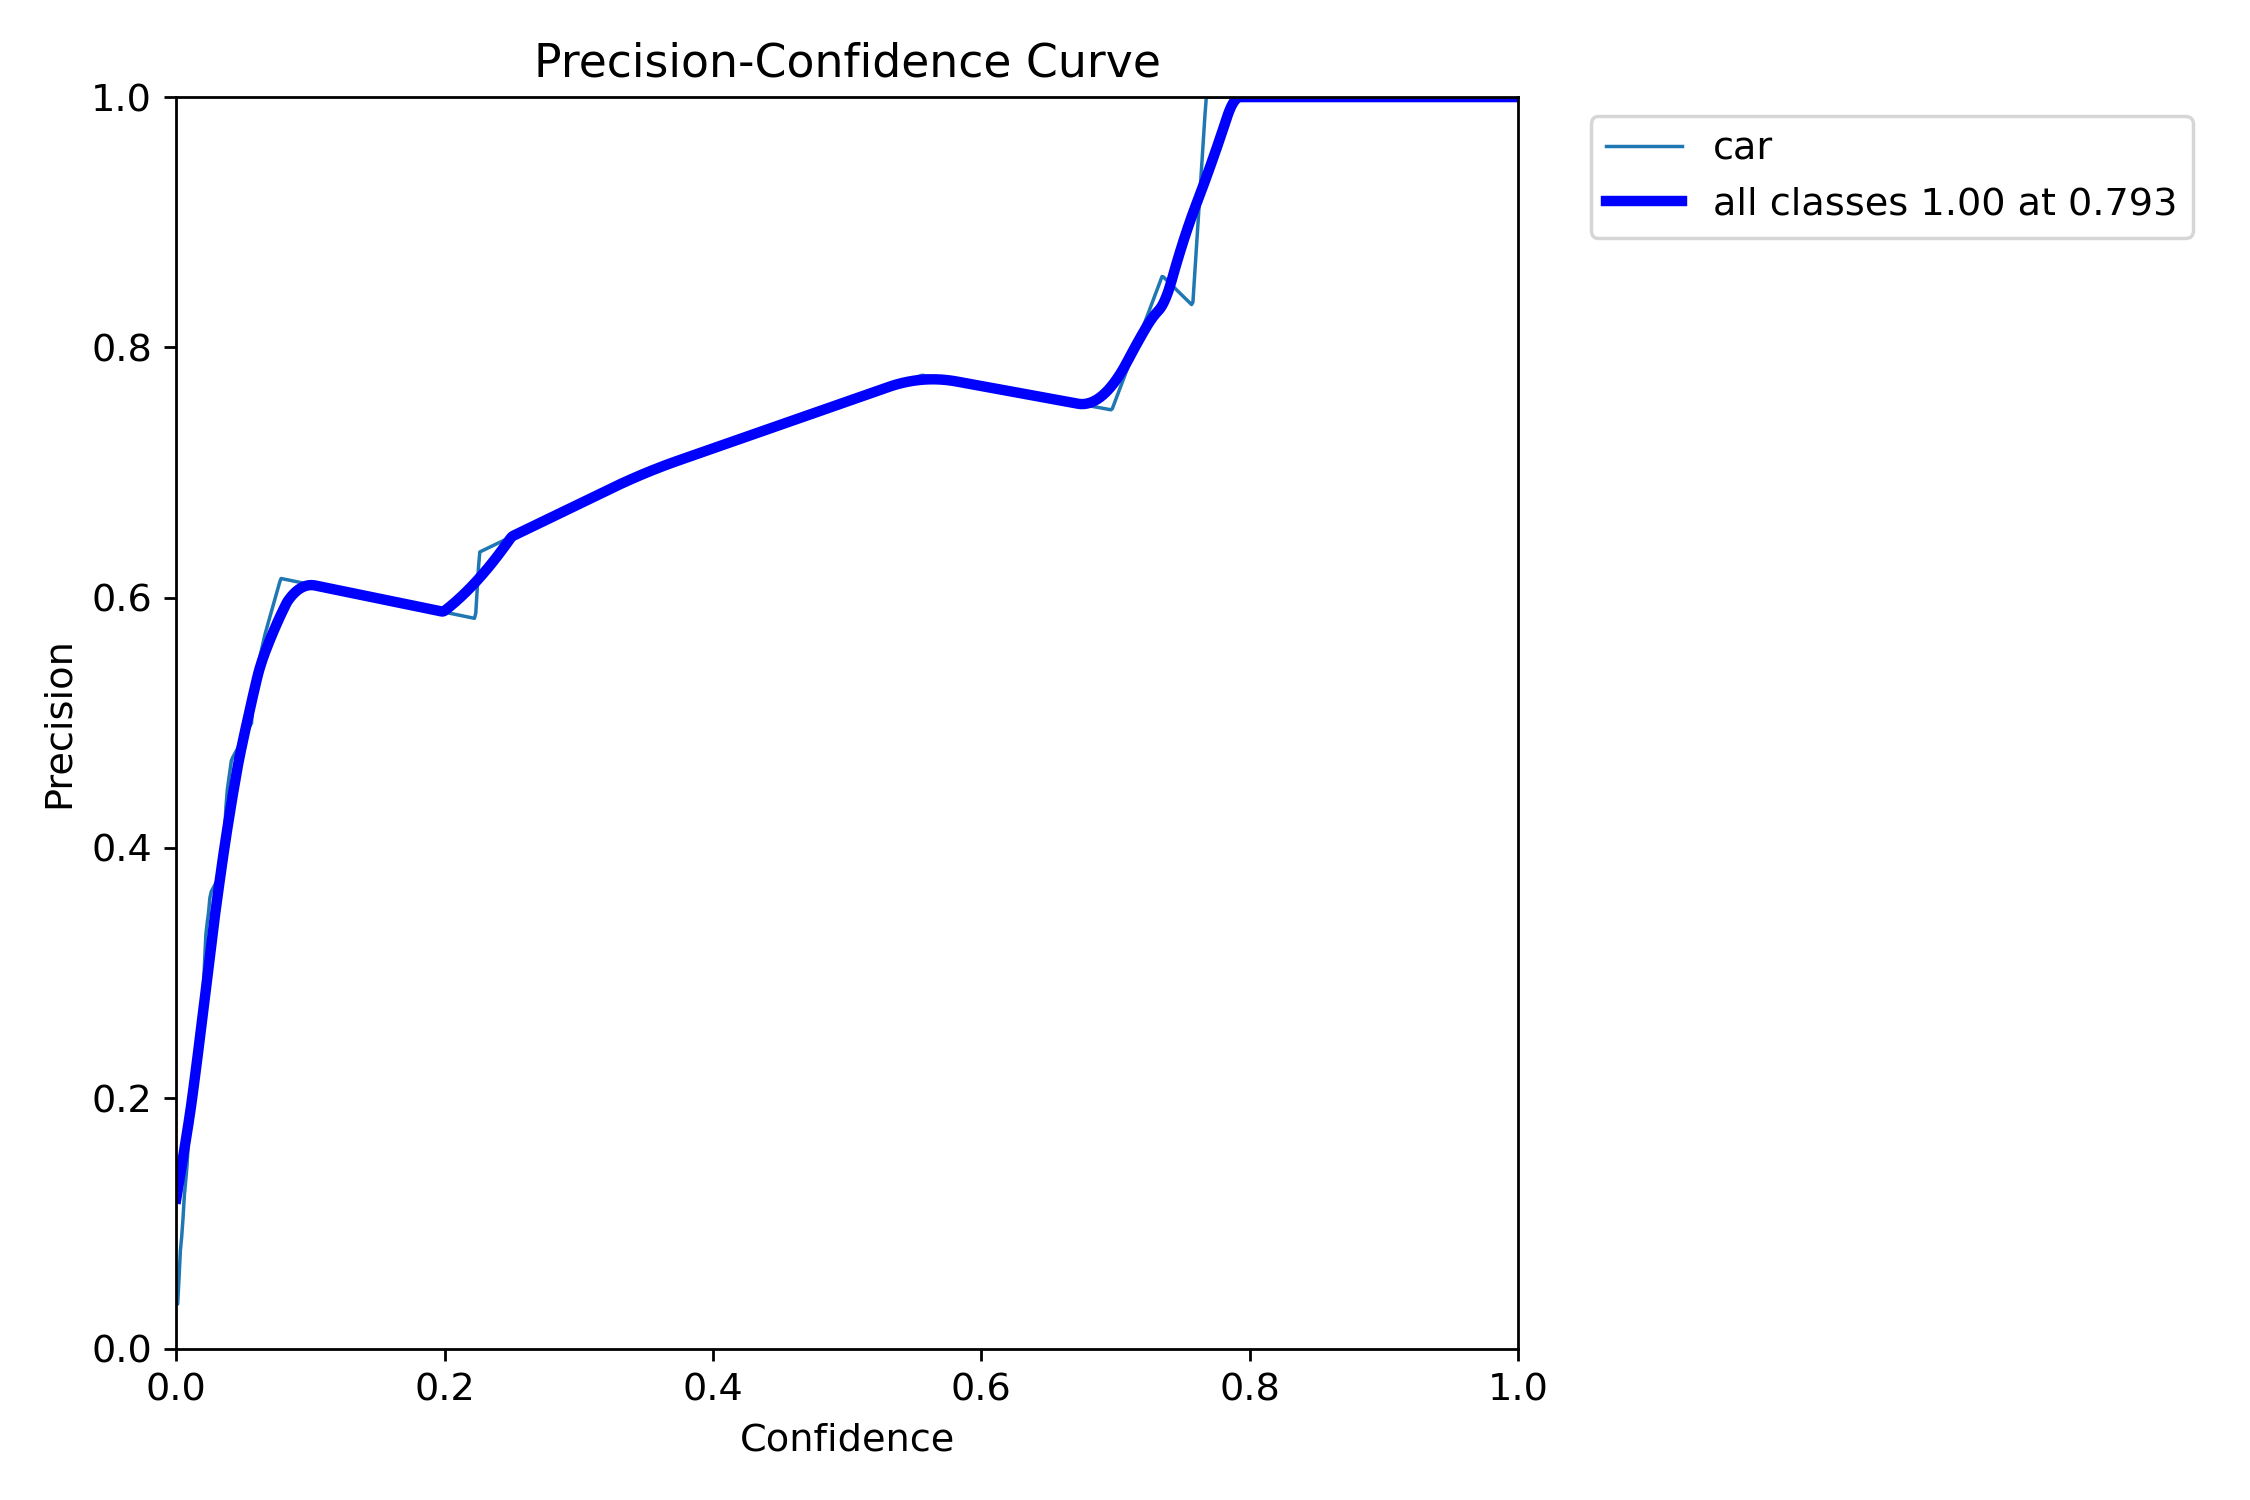 Precision-Confidence Curve
1.0
0.8
0.6
0.4
0.2
0.0
Precision
0.0 0.2 0.4 0.6 0.8 1.0
Confidence
car
all classes 1.00 at 0.793